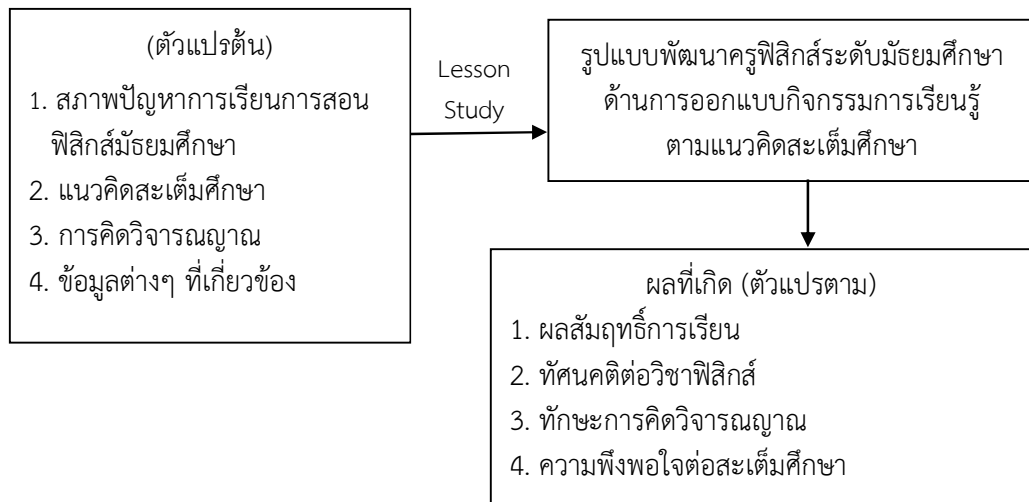 (ตัวแปรต้น)
1. สภาพปัญหาการเรียนการสอน
ฟิสิกส์มัธยมศึกษา
2. แนวคิดสะเต็มศึกษา
3. การคิดวิจารณญาณ
4. ข้อมูลต่างๆ ที่เกี่ยวข้อง
Lesson
Study
รูปแบบพัฒนาครูฟิสิกส์ระดับมัธยมศึกษา
ด้านการออกแบบกิจกรรมการเรียนรู้
ตามแนวคิดสะเต็มศึกษา
ผลที่เกิด (ตัวแปรตาม)
1. ผลสัมฤทธิ์การเรียน
2. ทัศนคติต่อวิชาฟิสิกส์
3. ทักษะการคิดวิจารณญาณ
4. ความพึงพอใจต่อสะเต็มศึกษา